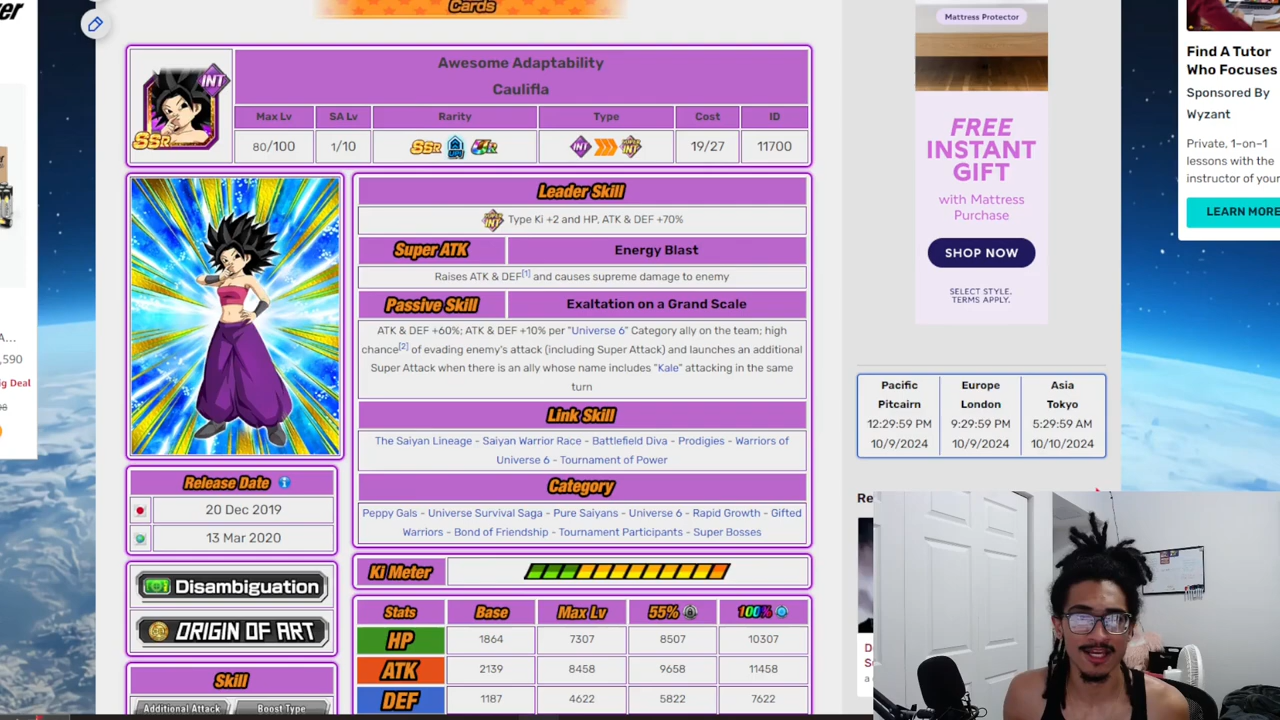 Cards
Awesome Adaptability
Caulifla
INT
SSR
Max Lv
SA Lv
Rarity
Type
Cost
ID
80/100
1/10
SSR
INT
19/27
11700
Leader Skill
Type Ki +2 and HP, ATK & DEF +70%
Super ATK
Energy Blast
Raises ATK & DEF[1] and causes supreme damage to enemy
Passive Skill
Exaltation on a Grand Scale
ATK & DEF +60%; ATK & DEF +10% per "Universe 6" Category ally on the team; high
chance[2] of evading enemy's attack (including Super Attack) and launches an additional
Super Attack when there is an ally whose name includes "Kale" attacking in the same
turn
Link Skill
The Saiyan Lineage - Saiyan Warrior Race - Battlefield Diva - Prodigies - Warriors of
Universe 6 - Tournament of Power
Category
Peppy Gals - Universe Survival Saga - Pure Saiyans - Universe 6 - Rapid Growth - Gifted
Warriors - Bond of Friendship - Tournament Participants - Super Bosses
Ki Meter
Stats
Base
Max Lv
55%
100%
HP
1864
7307
8507
10307
ATK
2139
8458
9658
11458
DEF
1187
4622
5822
7622
Release Date
20 Dec 2019
13 Mar 2020
Disambiguation
ORIGIN OF ART
Skill
Additional Attack
Boost Type
Mattress Protector
FREE
INSTANT
GIFT
with Mattress
Purchase
SHOP NOW
SELECT STYLE,
TERMS APPLY.
Pacific
Pitcairn
Europe
London
Asia
Tokyo
12:29:59 PM
9:29:59 PM
5:29:59 AM
10/9/2024
10/9/2024
10/10/2024
Re
Find A Tutor
Who Focuses
Sponsored By
Wyzant
Private, 1-on-1
lessons with the
instructor of your
LEARN MORE
A...
,590
ig Deal